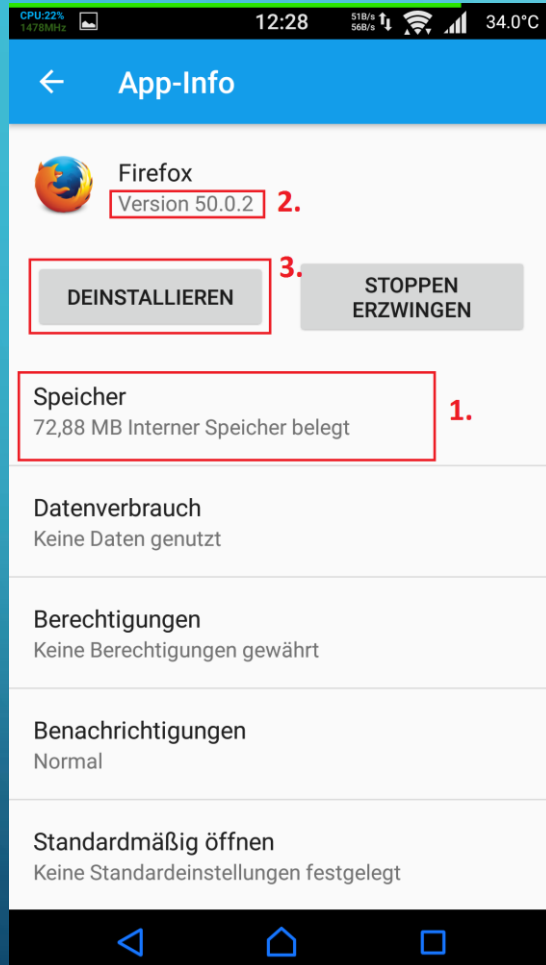 CPU:22%
1478MHz
12:28
51B/s
56B/s
34.0°C
App-Info
Firefox
Version 50.0.2
2.
3.
DEINSTALLIEREN
STOPPEN
ERZWINGEN
Speicher
72,88 MB Interner Speicher belegt
1.
Datenverbrauch
Keine Daten genutzt
Berechtigungen
Keine Berechtigungen gewährt
Benachrichtigungen
Normal
Standardmäßig öffnen
Keine Standardeinstellungen festgelegt